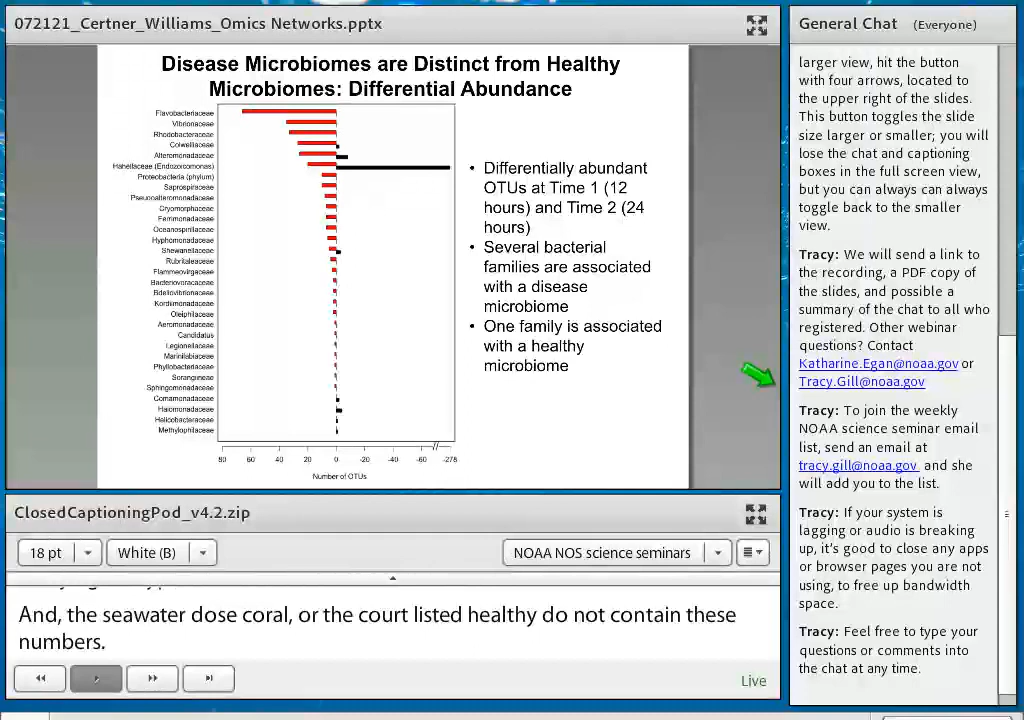 072121_Certner_Williams_Omics Networks.pptx
Disease Microbiomes are Distinct from Healthy
Microbiomes: Differential Abundance
Flavobacteriaceae
Vibrionaceae
Rhodobacteraceae
Colwelliaceae
Alteromonadaceae
Hahellaceae (Endozoicomonas)
Proteobacteria (phylum)
Saprospiraceae
Pseudoalteromonadaceae
Cryomorphaceae
Ferrimonadaceae
Oceanospirillaceae
Hyphomonadaceae
Shewanellaceae
Rubritaleaceae
Flammeovirgaceae
Bacteriovoracaceae
Bdellovibrionaceae
Kordiimonadaceae
Oleiphilaceae
Aeromonadaceae
Candidatus
Legionellaceae
Marinilabiaceae
Phyllobacteriaceae
Sorangineae
Sphingomonadaceae
Comamonadaceae
Halomonadaceae
Helicobacteraceae
Methylophilaceae
80 60 40 20 0 -20 -40 -60 // -278
Number of OTUs
• Differentially abundant
OTUs at Time 1 (12
hours) and Time 2 (24
hours)
• Several bacterial
families are associated
with a disease
microbiome
• One family is associated
with a healthy
microbiome
ClosedCaptioningPod_v4.2.zip
18 pt White (B) NOAA NOS science seminars
And, the seawater dose coral, or the court listed healthy do not contain these
numbers.
Live
General Chat (Everyone)
larger view, hit the button
with four arrows, located to
the upper right of the slides.
This button toggles the slide
size larger or smaller; you will
lose the chat and captioning
boxes in the full screen view,
but you can always can always
toggle back to the smaller
view.
Tracy: We will send a link to
the recording, a PDF copy of
the slides, and possible a
summary of the chat to all who
registered. Other webinar
questions? Contact
Katharine.Egan@noaa.gov or
Tracy.Gill@noaa.gov
Tracy: To join the weekly
NOAA science seminar email
list, send an email at
tracy.gill@noaa.gov and she
will add you to the list.
Tracy: If your system is
lagging or audio is breaking
up, it's good to close any apps
or browser pages you are not
using, to free up bandwidth
space.
Tracy: Feel free to type your
questions or comments into
the chat at any time.